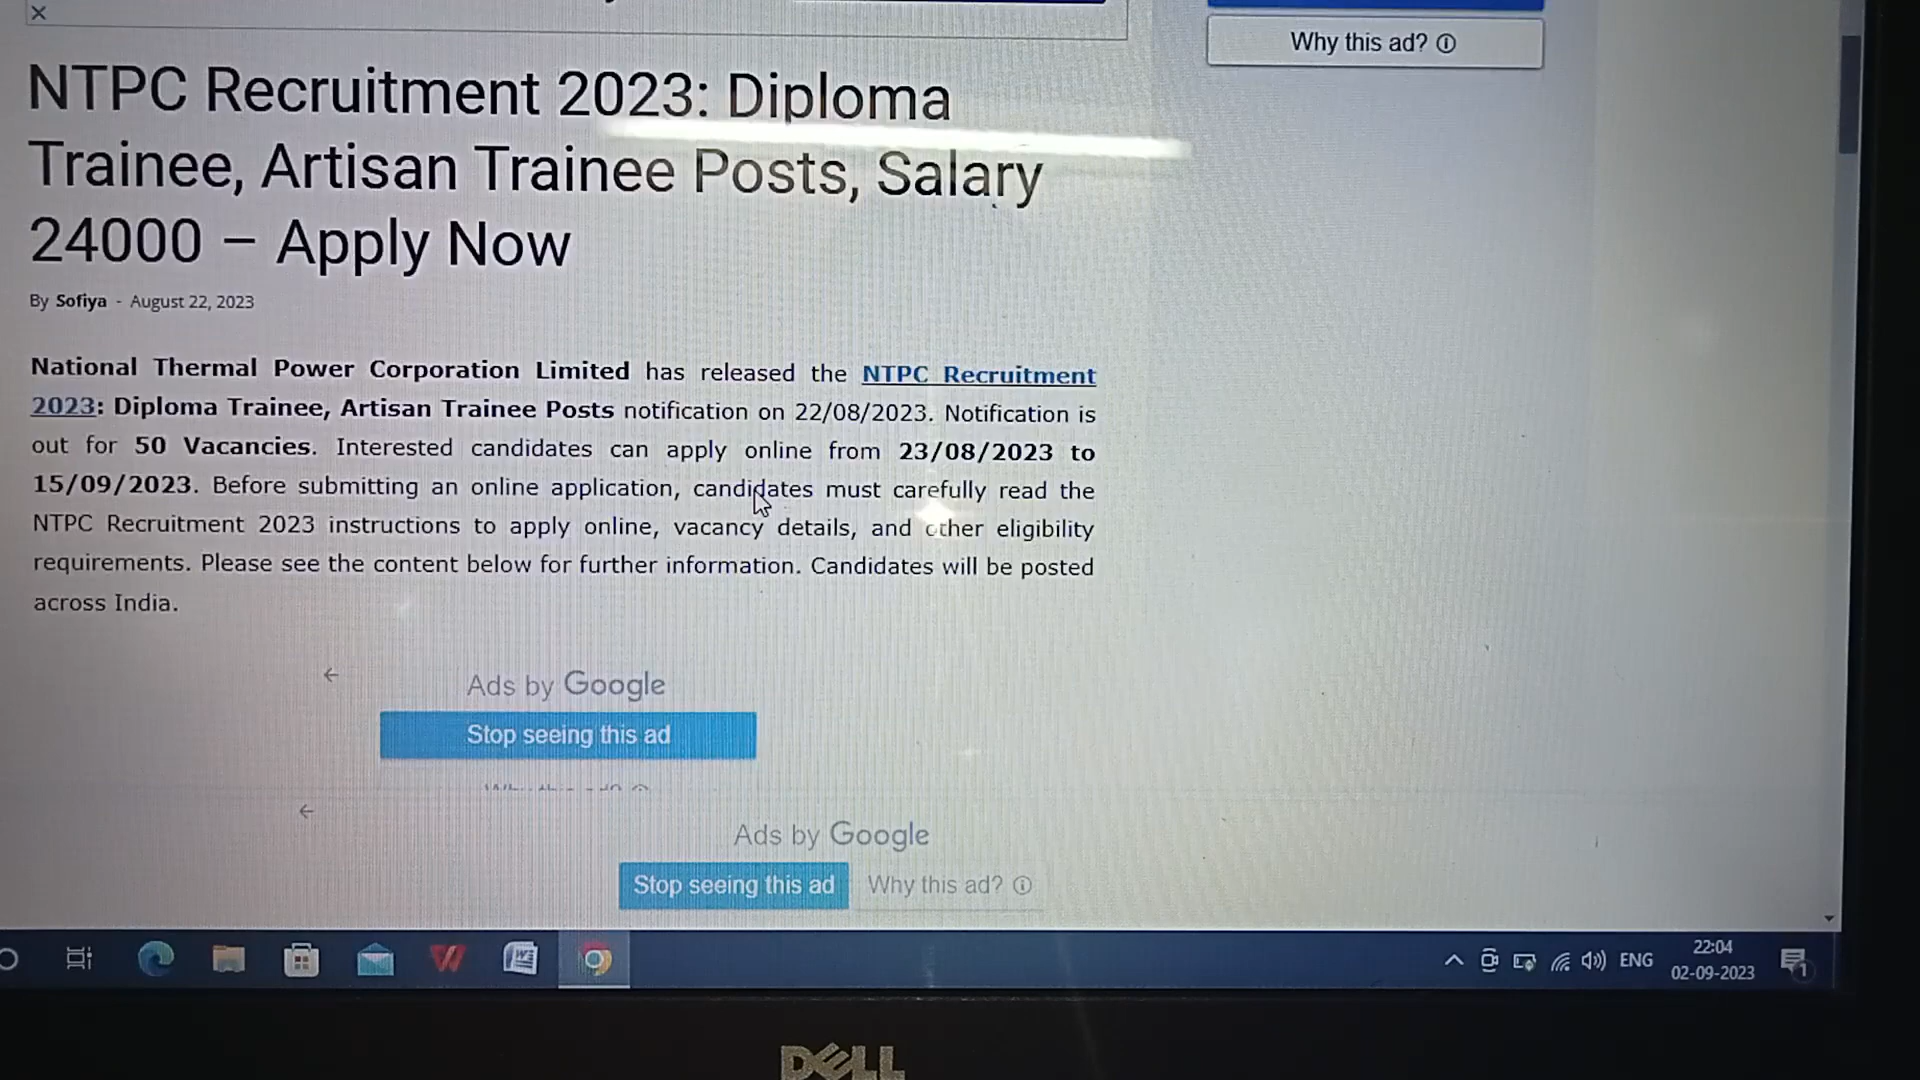 Why this ad?
NTPC Recruitment 2023: Diploma
Trainee, Artisan Trainee Posts, Salary
24000 – Apply Now
By Sofiya - August 22, 2023
National Thermal Power Corporation Limited has released the NTPC Recruitment
2023: Diploma Trainee, Artisan Trainee Posts notification on 22/08/2023. Notification is
out for 50 Vacancies. Interested candidates can apply online from 23/08/2023 to
15/09/2023. Before submitting an online application, candidates must carefully read the
NTPC Recruitment 2023 instructions to apply online, vacancy details, and other eligibility
requirements. Please see the content below for further information. Candidates will be posted
across India.
Ads by Google
Stop seeing this ad
Ads by Google
Stop seeing this ad Why this ad?
ENG
22:04
02-09-2023
1
DELL